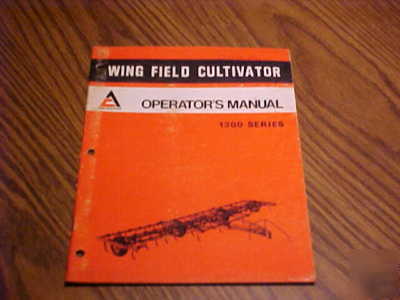 WING FIELD CULTIVATOR
OPERATOR'S MANUAL
1300 SERIES